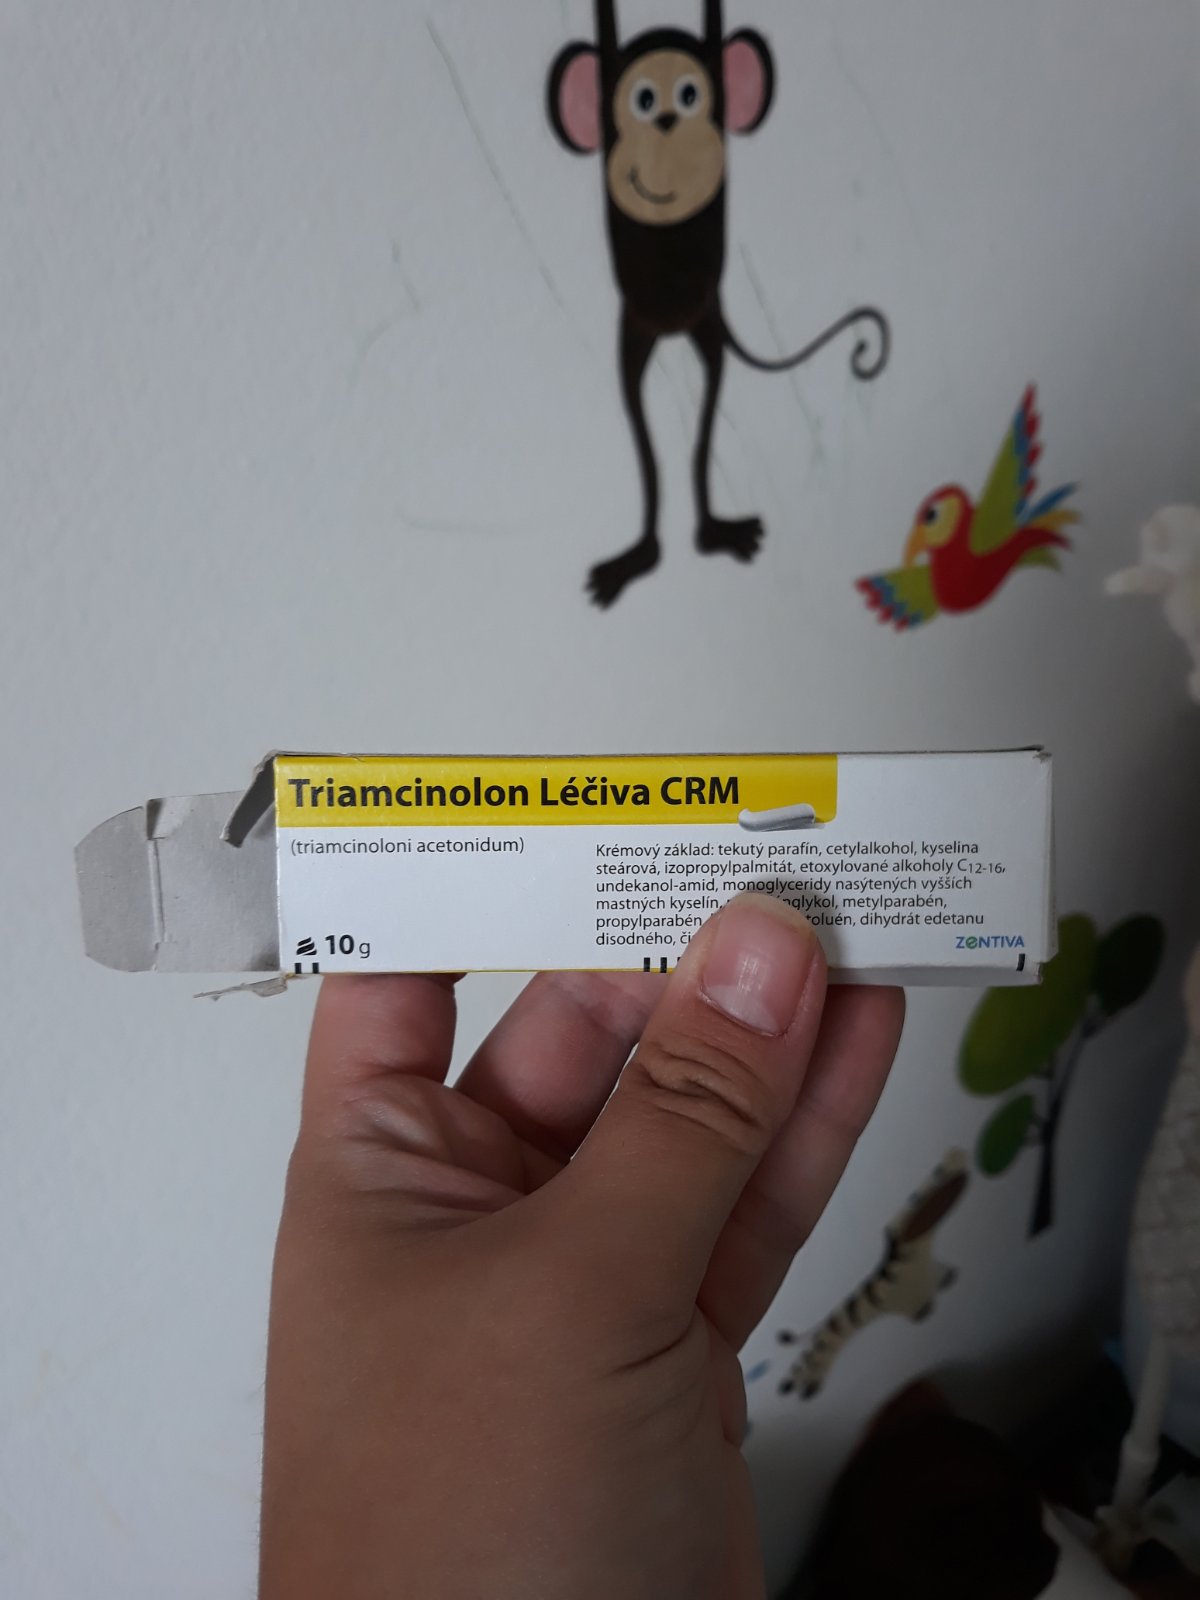 Triamcinolon Léčiva CRM
(triamcinoloni acetonidum)
Krémový základ: tekutý parafín, cetylalkohol, kyselina
steárová, izopropylpalmitát, etoxylované alkoholy C12-16,
undekanol-amid, monoglyceridy nasýtených vyšších
mastných kyselín, metylparabén,
propylparabén, dihydrát edetanu
disodného,
10 g
ZENTIVA